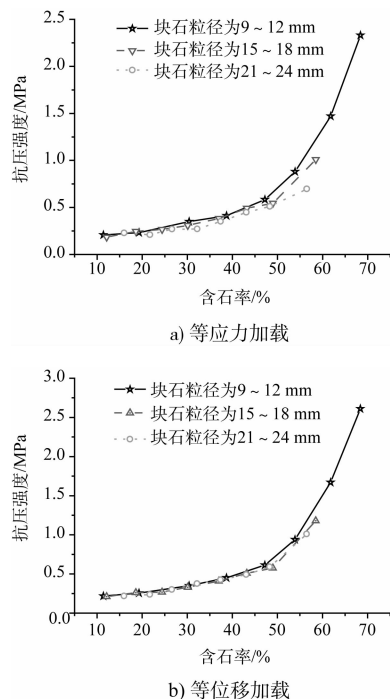 2.5
2.0
1.5
1.0
0.5
0.0
抗压强度/MPa
块石粒径为9~12 mm
块石粒径为15~18 mm
块石粒径为21~24 mm
0 10 20 30 40 50 60 70
含石率/%
a) 等应力加载
3.0
2.5
2.0
1.5
1.0
0.5
0.0
抗压强度/MPa
块石粒径为9~12 mm
块石粒径为15~18 mm
块石粒径为21~24 mm
10 20 30 40 50 60 70
含石率/%
b) 等位移加载